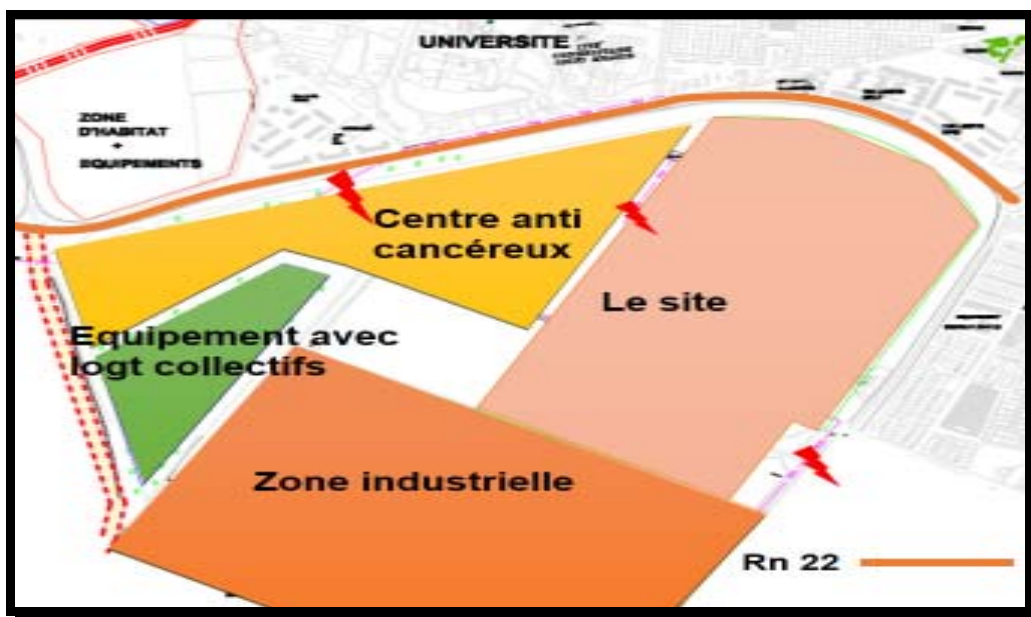 UNIVERSITE
ZONE
D'HABITAT
+
EQUIPEMENTS
Centre anti
cancéreux
Le site
Equipement avec
logt collectifs
Zone industrielle
Rn 22